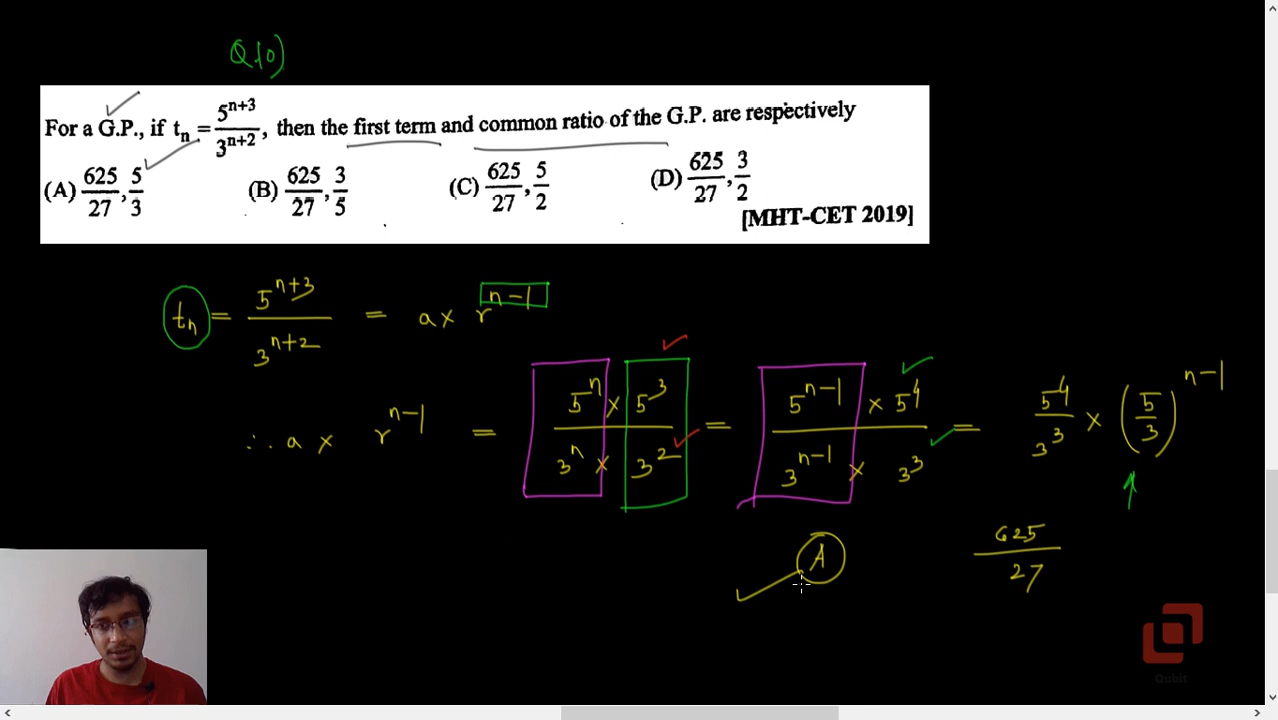 Q.10)
For a G.P., if tₙ = 5ⁿ⁺³/3ⁿ⁺², then the first term and common ratio of the G.P. are respectively
(A) 625/27, 5/3 (B) 625/27, 3/5 (C) 625/27, 5/2 (D) 625/27, 3/2
[MHT-CET 2019]
tₙ = 5ⁿ⁺³/3ⁿ⁺² = a × rⁿ⁻¹
∴ a × rⁿ⁻¹ = (5ⁿ × 5³)/(3ⁿ × 3²) = (5ⁿ⁻¹ × 5⁴)/(3ⁿ⁻¹ × 3³) = 5⁴/3³ × (5/3)ⁿ⁻¹
A 625/27
Qubit